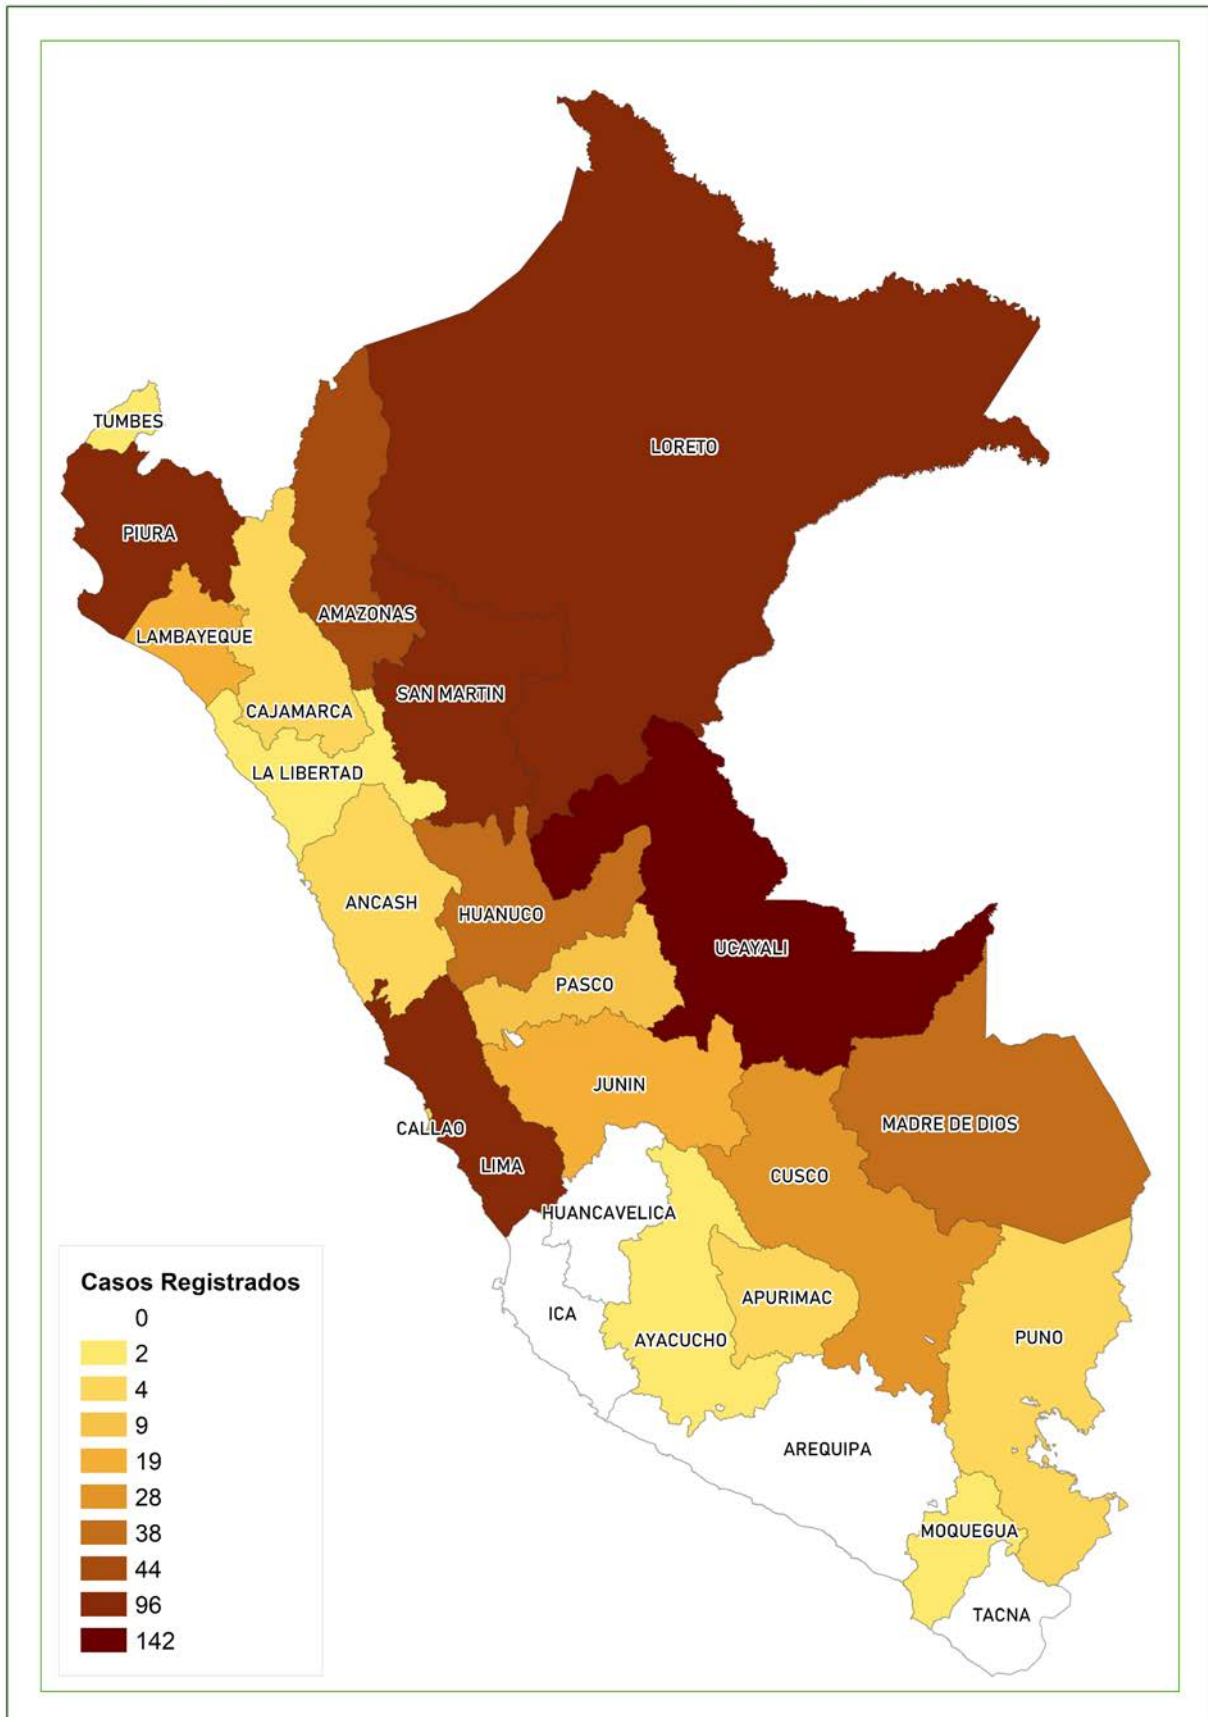 TUMBES
LORETO
PIURA
AMAZONAS
LAMBAYEQUE
SAN MARTIN
CAJAMARCA
LA LIBERTAD
ANCASH
HUANUCO
UCAYALI
PASCO
JUNIN
MADRE DE DIOS
CALLAO
LIMA
CUSCO
HUANCAVELICA
APURIMAC
ICA
AYACUCHO
PUNO
AREQUIPA
MOQUEGUA
TACNA
Casos Registrados
0
2
4
9
19
28
38
44
96
142